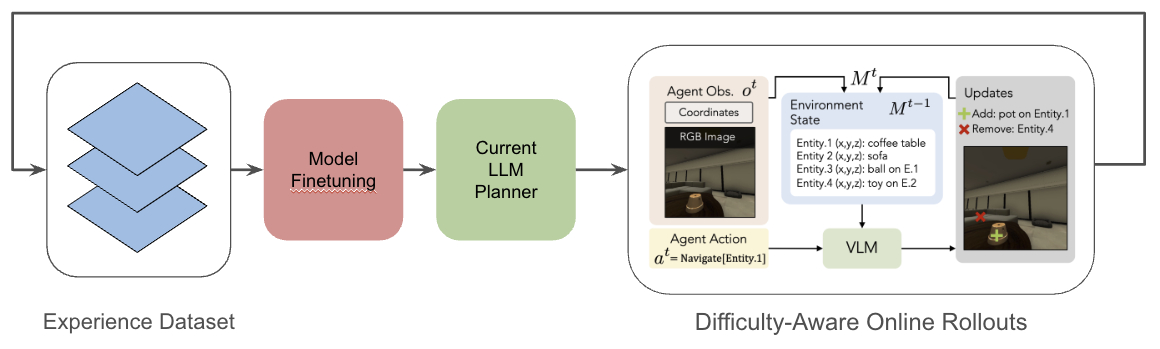 Experience Dataset
Model
Finetuning
Current
LLM
Planner
Agent Obs. o^t
Coordinates
RGB Image
Agent Action
a^t = Navigate[Entity.1]
M^t
Environment
State
M^{t-1}
Entity.1 (x,y,z): coffee table
Entity 2 (x,y,z): sofa
Entity.3 (x,y,z): ball on E.1
Entity.4 (x,y,z): toy on E.2
VLM
Updates
Add: pot on Entity.1
Remove: Entity.4
Difficulty-Aware Online Rollouts